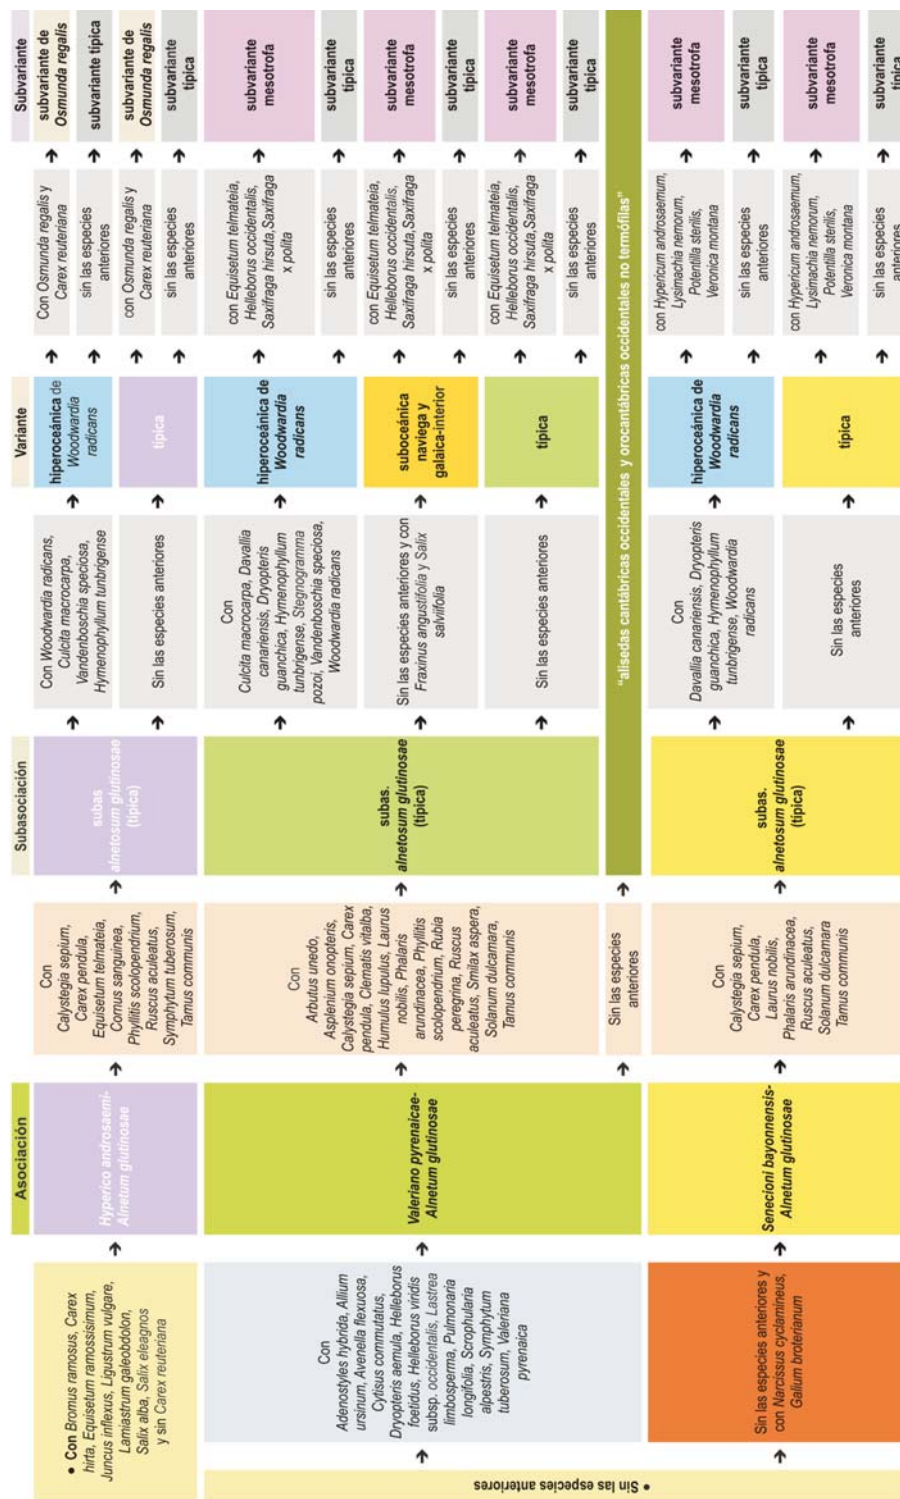 Asociación
Subasociación
Variante
Subvariante
• Con Bromus ramosus, Carex
hirta, Equisetum ramossisimum,
Juncus inflexus, Ligustrum vulgare,
Lamiastrum galeobdolon,
Salix alba, Salix eleagnos
y sin Carex reuteriana
Hyperico androsaemi-
Alnetum glutinosae
Con
Calystegia sepium,
Carex pendula,
Equisetum telmateia,
Cornus sanguinea,
Phyllitis scolopendrium,
Ruscus aculeatus,
Symphytum tuberosum,
Tamus communis
subas
alnetosum glutinosae
(típica)
Con Woodwardia radicans,
Culcita macrocarpa,
Vandenboschia speciosa,
Hymenophyllum tunbrigense
hiperoceánica de
Woodwardia
radicans
Con Osmunda regalis y
Carex reuteriana
subvariante de
Osmunda regalis
sin las especies
anteriores
subvariante típica
Sin las especies anteriores
típica
con Osmunda regalis y
Carex reuteriana
subvariante de
Osmunda regalis
sin las especies
anteriores
subvariante
típica
• Sin las especies anteriores
Con
Adenostyles hybrida, Allium
ursinum, Avenella flexuosa,
Cytisus commutatus,
Dryopteris aemula, Helleborus
foetidus, Helleborus viridis
subsp. occidentalis, Lastrea
limbosperma, Pulmonaria
longifolia, Scrophularia
alpestris, Symphytum
tuberosum, Valeriana
pyrenaica
Valeriano pyrenaicae-
Alnetum glutinosae
Con
Arbutus unedo,
Asplenium onopteris,
Calystegia sepium, Carex
pendula, Clematis vitalba,
Humulus lupulus, Laurus
nobilis, Phalaris
arundinacea, Phyllitis
scolopendrium, Rubia
peregrina, Ruscus
aculeatus, Smilax aspera,
Solanum dulcamara,
Tamus communis
subas.
alnetosum glutinosae
(típica)
Con
Culcita macrocarpa, Davallia
canariensis, Dryopteris
guanchica, Hymenophyllum
tunbrigense, Stegnogramma
pozoi, Vandenboschia speciosa,
Woodwardia radicans
hiperoceánica de
Woodwardia
radicans
con Equisetum telmateia,
Helleborus occidentalis,
Saxifraga hirsuta,Saxifraga
x polita
subvariante
mesotrofa
sin las especies
anteriores
subvariante
típica
Sin las especies anteriores y con
Fraxinus angustifolia y Salix
salviifolia
suboceánica
naviega y
galaica-interior
con Equisetum telmateia,
Helleborus occidentalis,
Saxifraga hirsuta,Saxifraga
x polita
subvariante
mesotrofa
sin las especies
anteriores
subvariante
típica
Sin las especies anteriores
típica
con Equisetum telmateia,
Helleborus occidentalis,
Saxifraga hirsuta,Saxifraga
x polita
subvariante
mesotrofa
sin las especies
anteriores
subvariante
típica
Sin las especies
anteriores
"alisedas cantábricas occidentales y orocantábricas occidentales no termófilas"
Sin las especies anteriores y
con Narcissus cyclamineus,
Galium broterianum
Senecioni bayonnensis-
Alnetum glutinosae
Con
Calystegia sepium,
Carex pendula,
Laurus nobilis,
Phalaris arundinacea,
Ruscus aculeatus,
Solanum dulcamara
Tamus communis
subas.
alnetosum glutinosae
(típica)
Con
Davallia canariensis, Dryopteris
guanchica, Hymenophyllum
tunbrigense, Woodwardia
radicans
hiperoceánica de
Woodwardia
radicans
con Hypericum androsaemum,
Lysimachia nemorum,
Potentilla sterilis,
Veronica montana
subvariante
mesotrofa
sin las especies
anteriores
subvariante
típica
Sin las especies
anteriores
típica
con Hypericum androsaemum,
Lysimachia nemorum,
Potentilla sterilis,
Veronica montana
subvariante
mesotrofa
sin las especies
anteriores
subvariante
típica